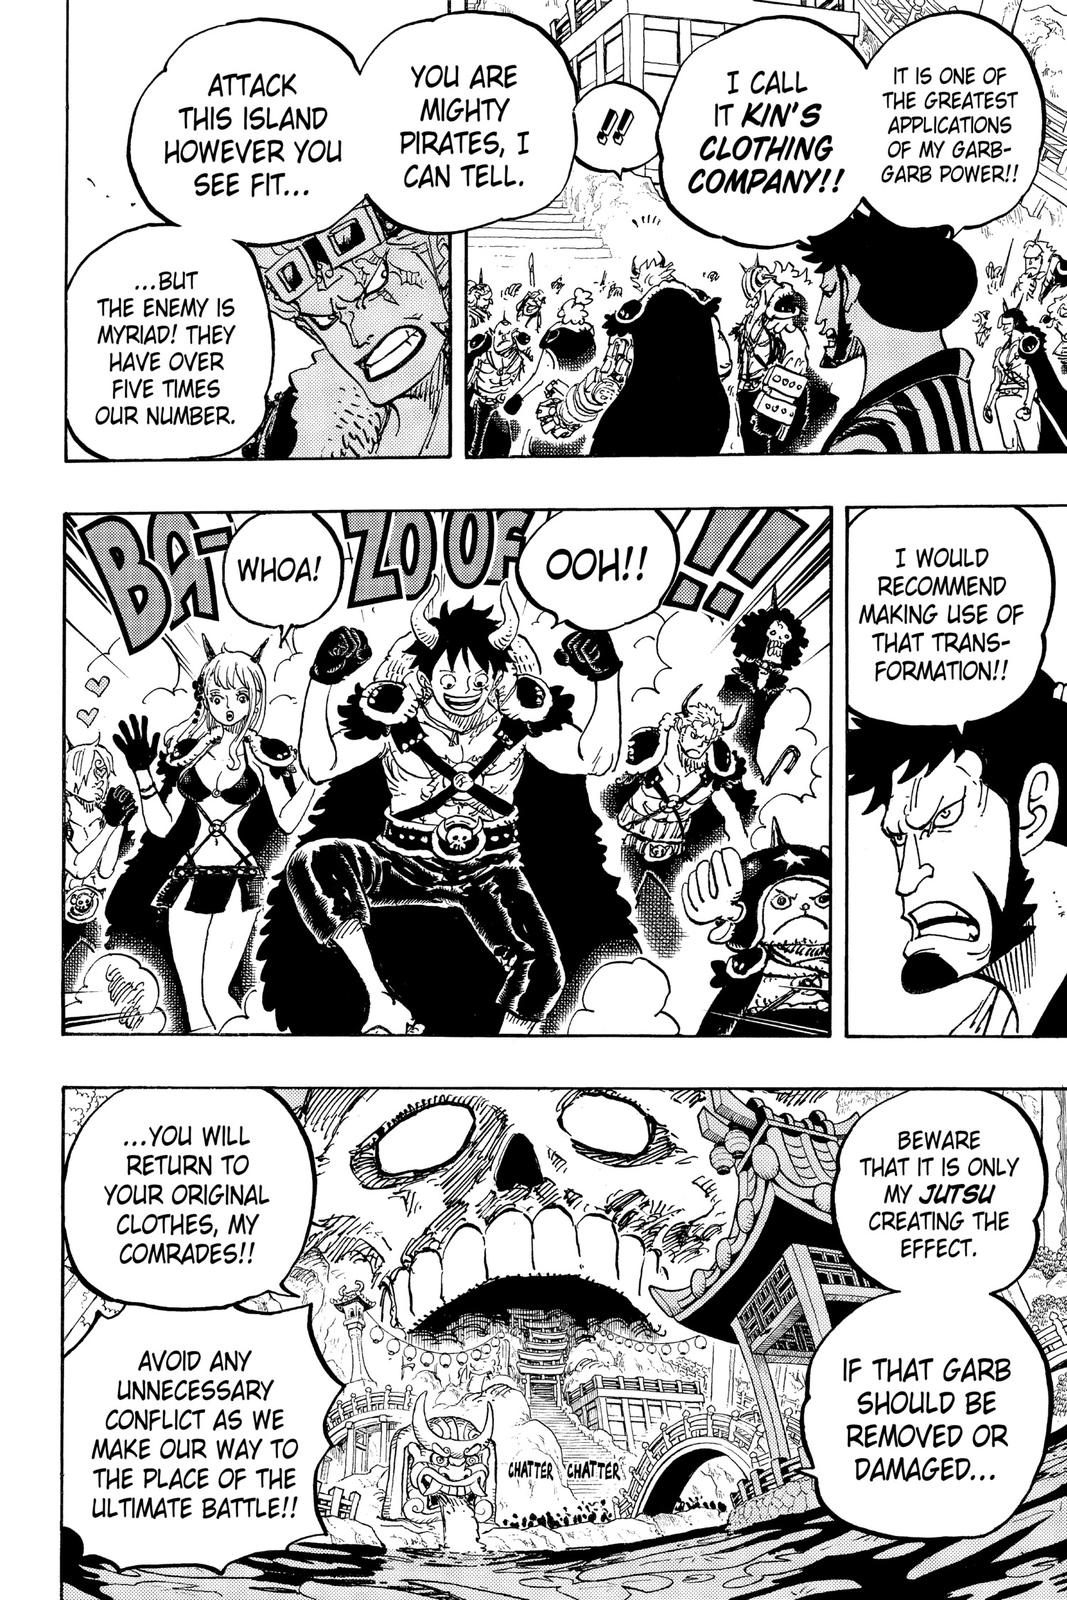 IT IS ONE OF
THE GREATEST
APPLICATIONS
OF MY GARB-
GARB POWER!!
I CALL
IT KIN'S
CLOTHING
COMPANY!!
!!
YOU ARE
MIGHTY
PIRATES, I
CAN TELL.
ATTACK
THIS ISLAND
HOWEVER YOU
SEE FIT...
...BUT
THE ENEMY IS
MYRIAD! THEY
HAVE OVER
FIVE TIMES
OUR NUMBER.
I WOULD
RECOMMEND
MAKING USE OF
THAT TRANS-
FORMATION!!
OOH!!
WHOA!
BA-ZOOF!!
BEWARE
THAT IT IS ONLY
MY JUTSU
CREATING THE
EFFECT.
IF THAT GARB
SHOULD BE
REMOVED OR
DAMAGED...
...YOU WILL
RETURN TO
YOUR ORIGINAL
CLOTHES, MY
COMRADES!!
AVOID ANY
UNNECESSARY
CONFLICT AS WE
MAKE OUR WAY TO
THE PLACE OF THE
ULTIMATE BATTLE!!
CHATTER CHATTER